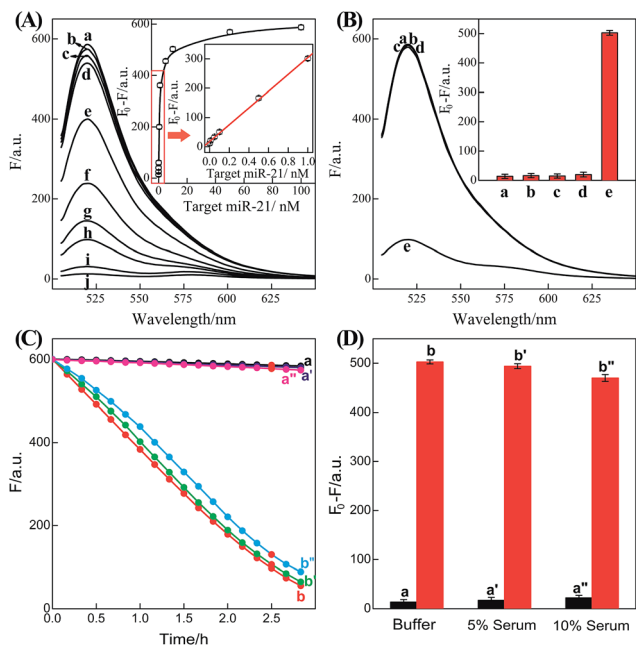 (A)
F/a.u.
600
400
200
0
b
a
c
d
e
f
g
h
i
j
525
550
575
600
625
Wavelength/nm
F₀-F/a.u.
600
400
200
0
0
20
40
60
80
100
Target miR-21/ nM
F₀-F/a.u.
300
200
100
0
0.0
0.2
0.4
0.6
0.8
1.0
Target miR-21/ nM
(B)
F/a.u.
600
400
200
0
c a b d
e
525
550
575
600
625
Wavelength/nm
F₀-F/a.u.
500
400
300
200
100
0
e
a b c d
(C)
F/a.u.
600
400
200
0
a
a'
a"
b"
b'
b
0.0
0.5
1.0
1.5
2.0
2.5
Time/h
(D)
F₀-F/a.u.
500
400
300
200
100
0
b
b'
b"
a
a'
a"
Buffer
5% Serum
10% Serum